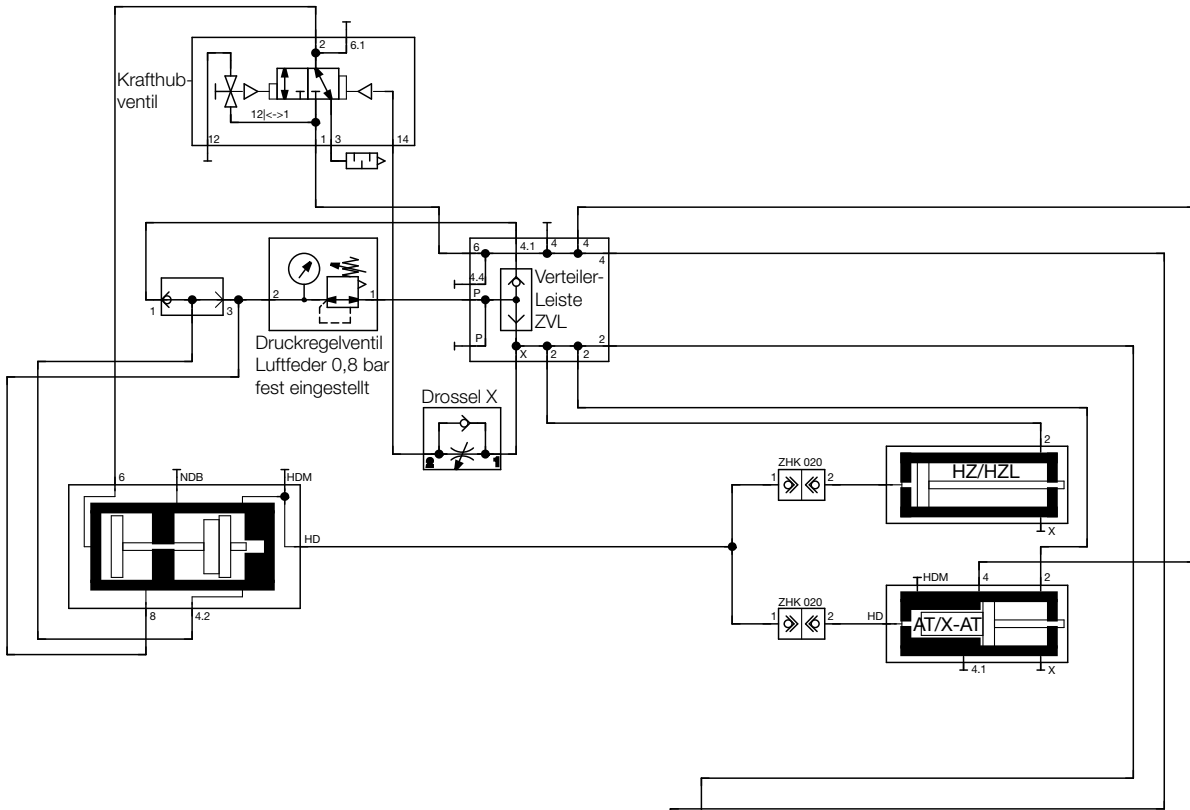 2
6.1
Krafthub-
ventil
12|<->1
12
1
3
14
6
4.1
4
4
4
4.4
Verteiler-
Leiste
ZVL
1
3
2
1
P
P
X
2
2
2
Druckregelventil
Luftfeder 0,8 bar
fest eingestellt
Drossel X
2
1
6
NDB
HDM
HD
8
4.2
ZHK 020
1
2
2
HZ/HZL
X
ZHK 020
1
2
HD
HDM
4
2
AT/X-AT
4.1
X